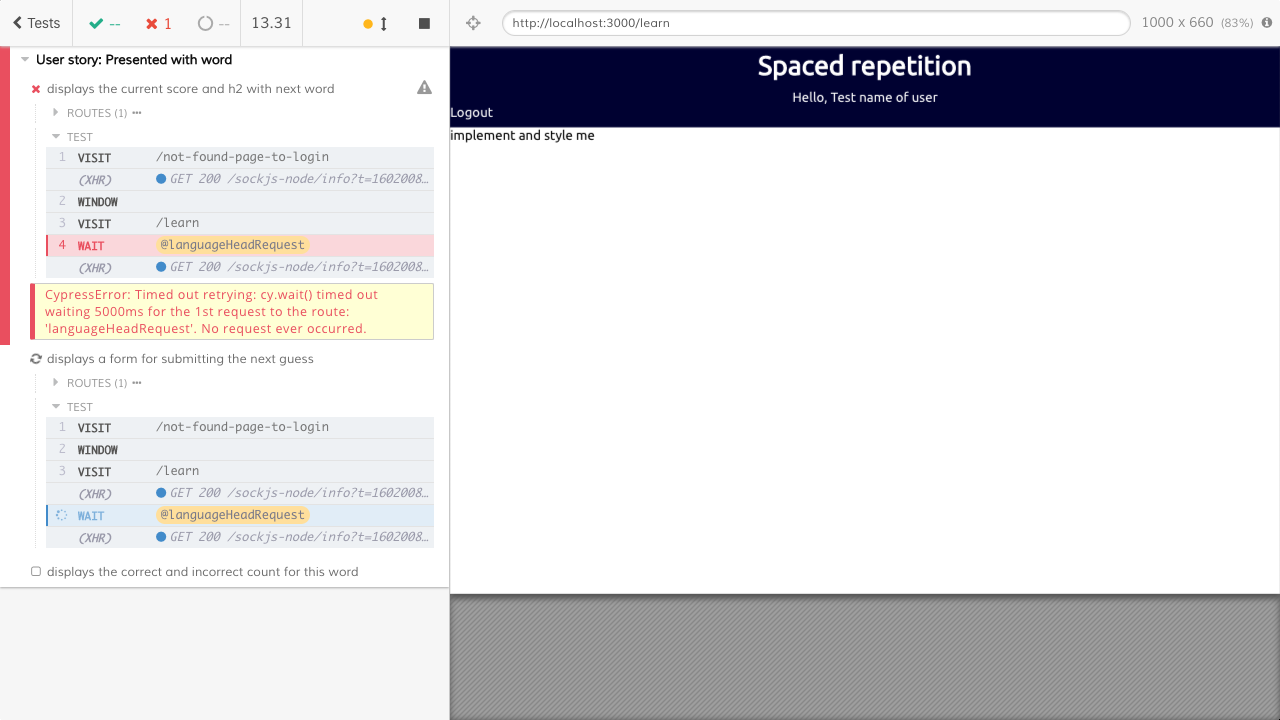 Tests
--
1
--
13.31
http://localhost:3000/learn
1000 x 660 (83%)
User story: Presented with word
displays the current score and h2 with next word
ROUTES (1)
TEST
1 VISIT /not-found-page-to-login
(XHR) GET 200 /sockjs-node/info?t=1602008…
2 WINDOW
3 VISIT /learn
4 WAIT @languageHeadRequest
(XHR) GET 200 /sockjs-node/info?t=1602008…
CypressError: Timed out retrying: cy.wait() timed out
waiting 5000ms for the 1st request to the route:
'languageHeadRequest'. No request ever occurred.
displays a form for submitting the next guess
ROUTES (1)
TEST
1 VISIT /not-found-page-to-login
2 WINDOW
3 VISIT /learn
(XHR) GET 200 /sockjs-node/info?t=1602008…
WAIT @languageHeadRequest
(XHR) GET 200 /sockjs-node/info?t=1602008…
displays the correct and incorrect count for this word
Spaced repetition
Hello, Test name of user
Logout
implement and style me